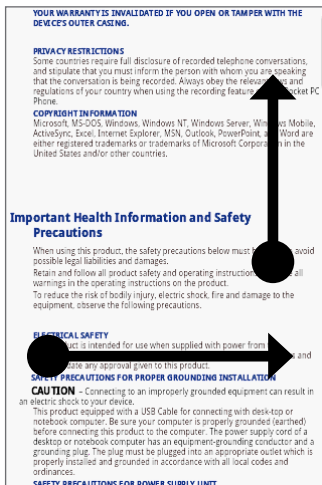 YOUR WARRANTY IS INVALIDATED IF YOU OPEN OR TAMPER WITH THE
DEVICE'S OUTER CASING.
PRIVACY RESTRICTIONS
Some countries require full disclosure of recorded telephone conversations,
and stipulate that you must inform the person with whom you are speaking
that the conversation is being recorded. Always obey the relevant and
regulations of your country when using the recording feature PC
Phone.
COPYRIGHT INFORMATION
Microsoft, MS-DOS, Windows, Windows NT, Windows Server, Mobile,
ActiveSync, Excel, Internet Explorer, MSN, Outlook, PowerPoint, Word are
either registered trademarks or trademarks of Microsoft in the
United States and/or other countries.
Important Health Information and Safety
Precautions
When using this product, the safety precautions below must avoid
possible legal liabilities and damages.
Retain and follow all product safety and operating all
warnings in the operating instructions on the product.
To reduce the risk of bodily injury, electric shock, fire and damage to the
equipment, observe the following precautions.
ELECTRICAL SAFETY
is intended for use when supplied with power from
and
any approval given to this product.
SAFETY PRECAUTIONS FOR PROPER GROUNDING INSTALLATION
CAUTION – Connecting to an improperly grounded equipment can result in
an electric shock to your device.
This product equipped with a USB Cable for connecting with desk-top or
notebook computer. Be sure your computer is properly grounded (earthed)
before connecting this product to the computer. The power supply cord of a
desktop or notebook computer has an equipment-grounding conductor and a
grounding plug. The plug must be plugged into an appropriate outlet which is
properly installed and grounded in accordance with all local codes and
ordinances.
SAFETY PRECAUTIONS FOR POWER SUPPLY UNIT